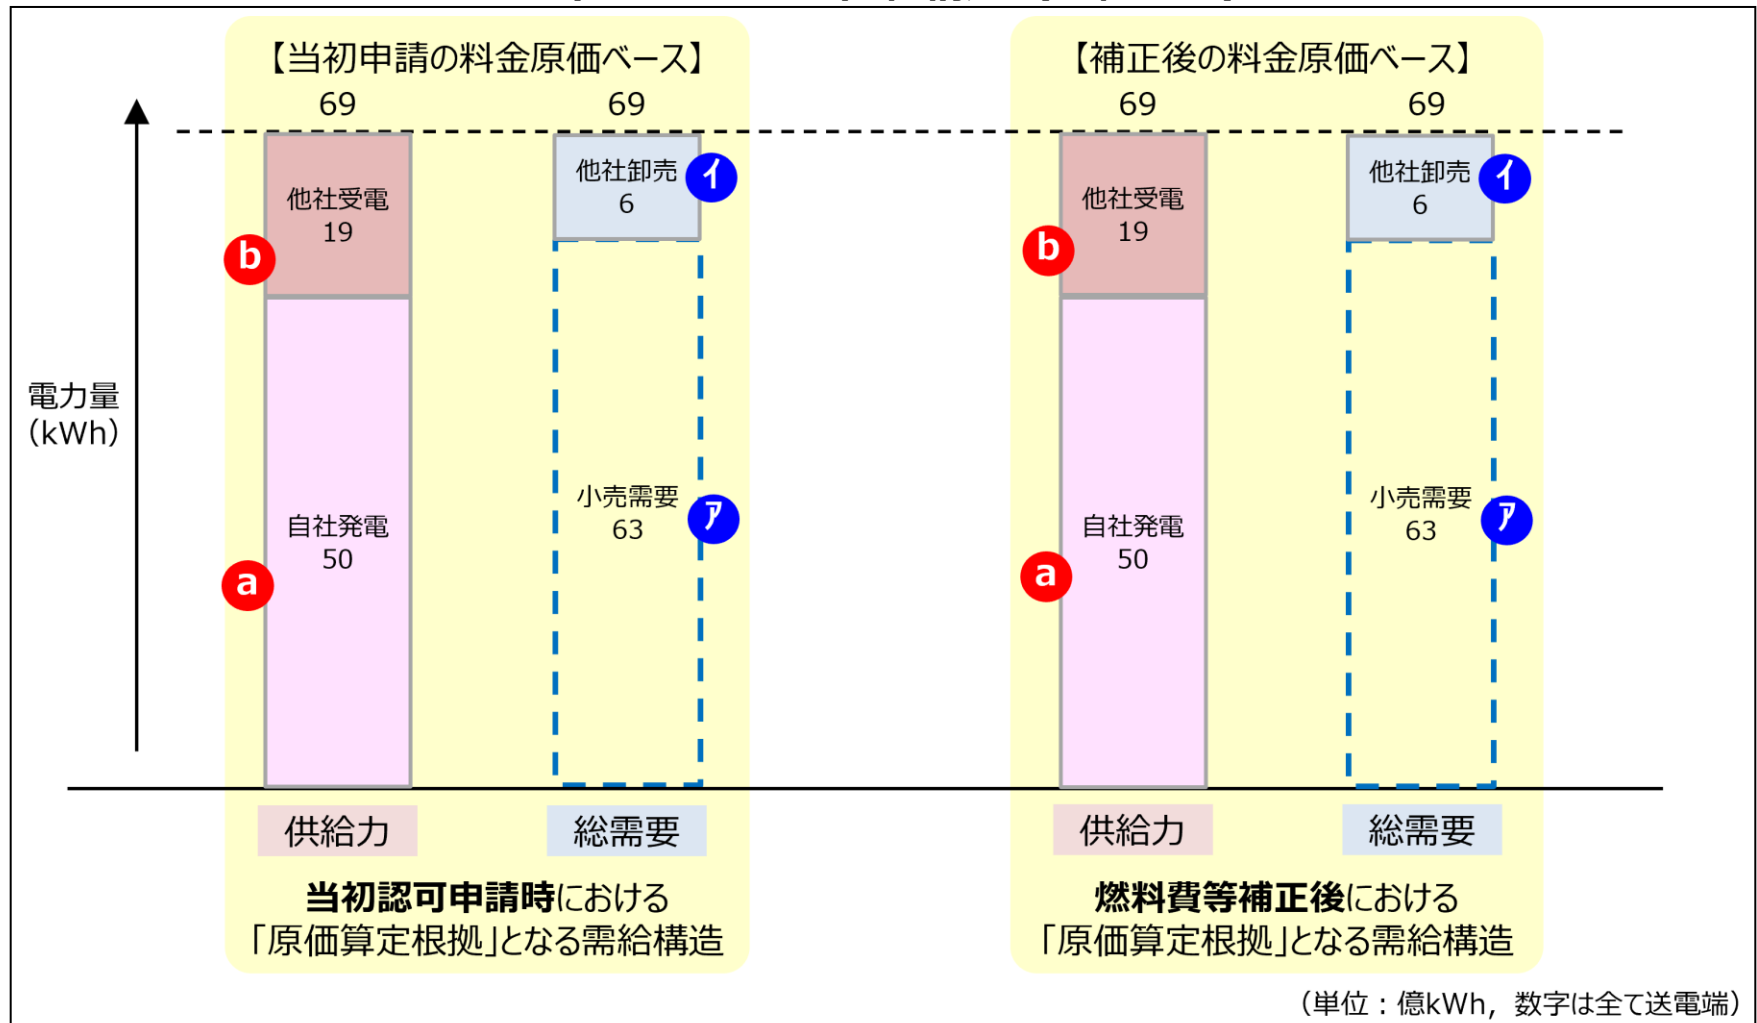 【当初申請の料金原価ベース】
69
69
他社受電
19
b
自社発電
50
a
他社卸売
6
イ
小売需要
63
ア
供給力
総需要
当初認可申請時における
「原価算定根拠」となる需給構造
【補正後の料金原価ベース】
69
69
他社受電
19
b
自社発電
50
a
他社卸売
6
イ
小売需要
63
ア
供給力
総需要
燃料費等補正後における
「原価算定根拠」となる需給構造
電力量
(kWh)
（単位：億kWh，数字は全て送電端）